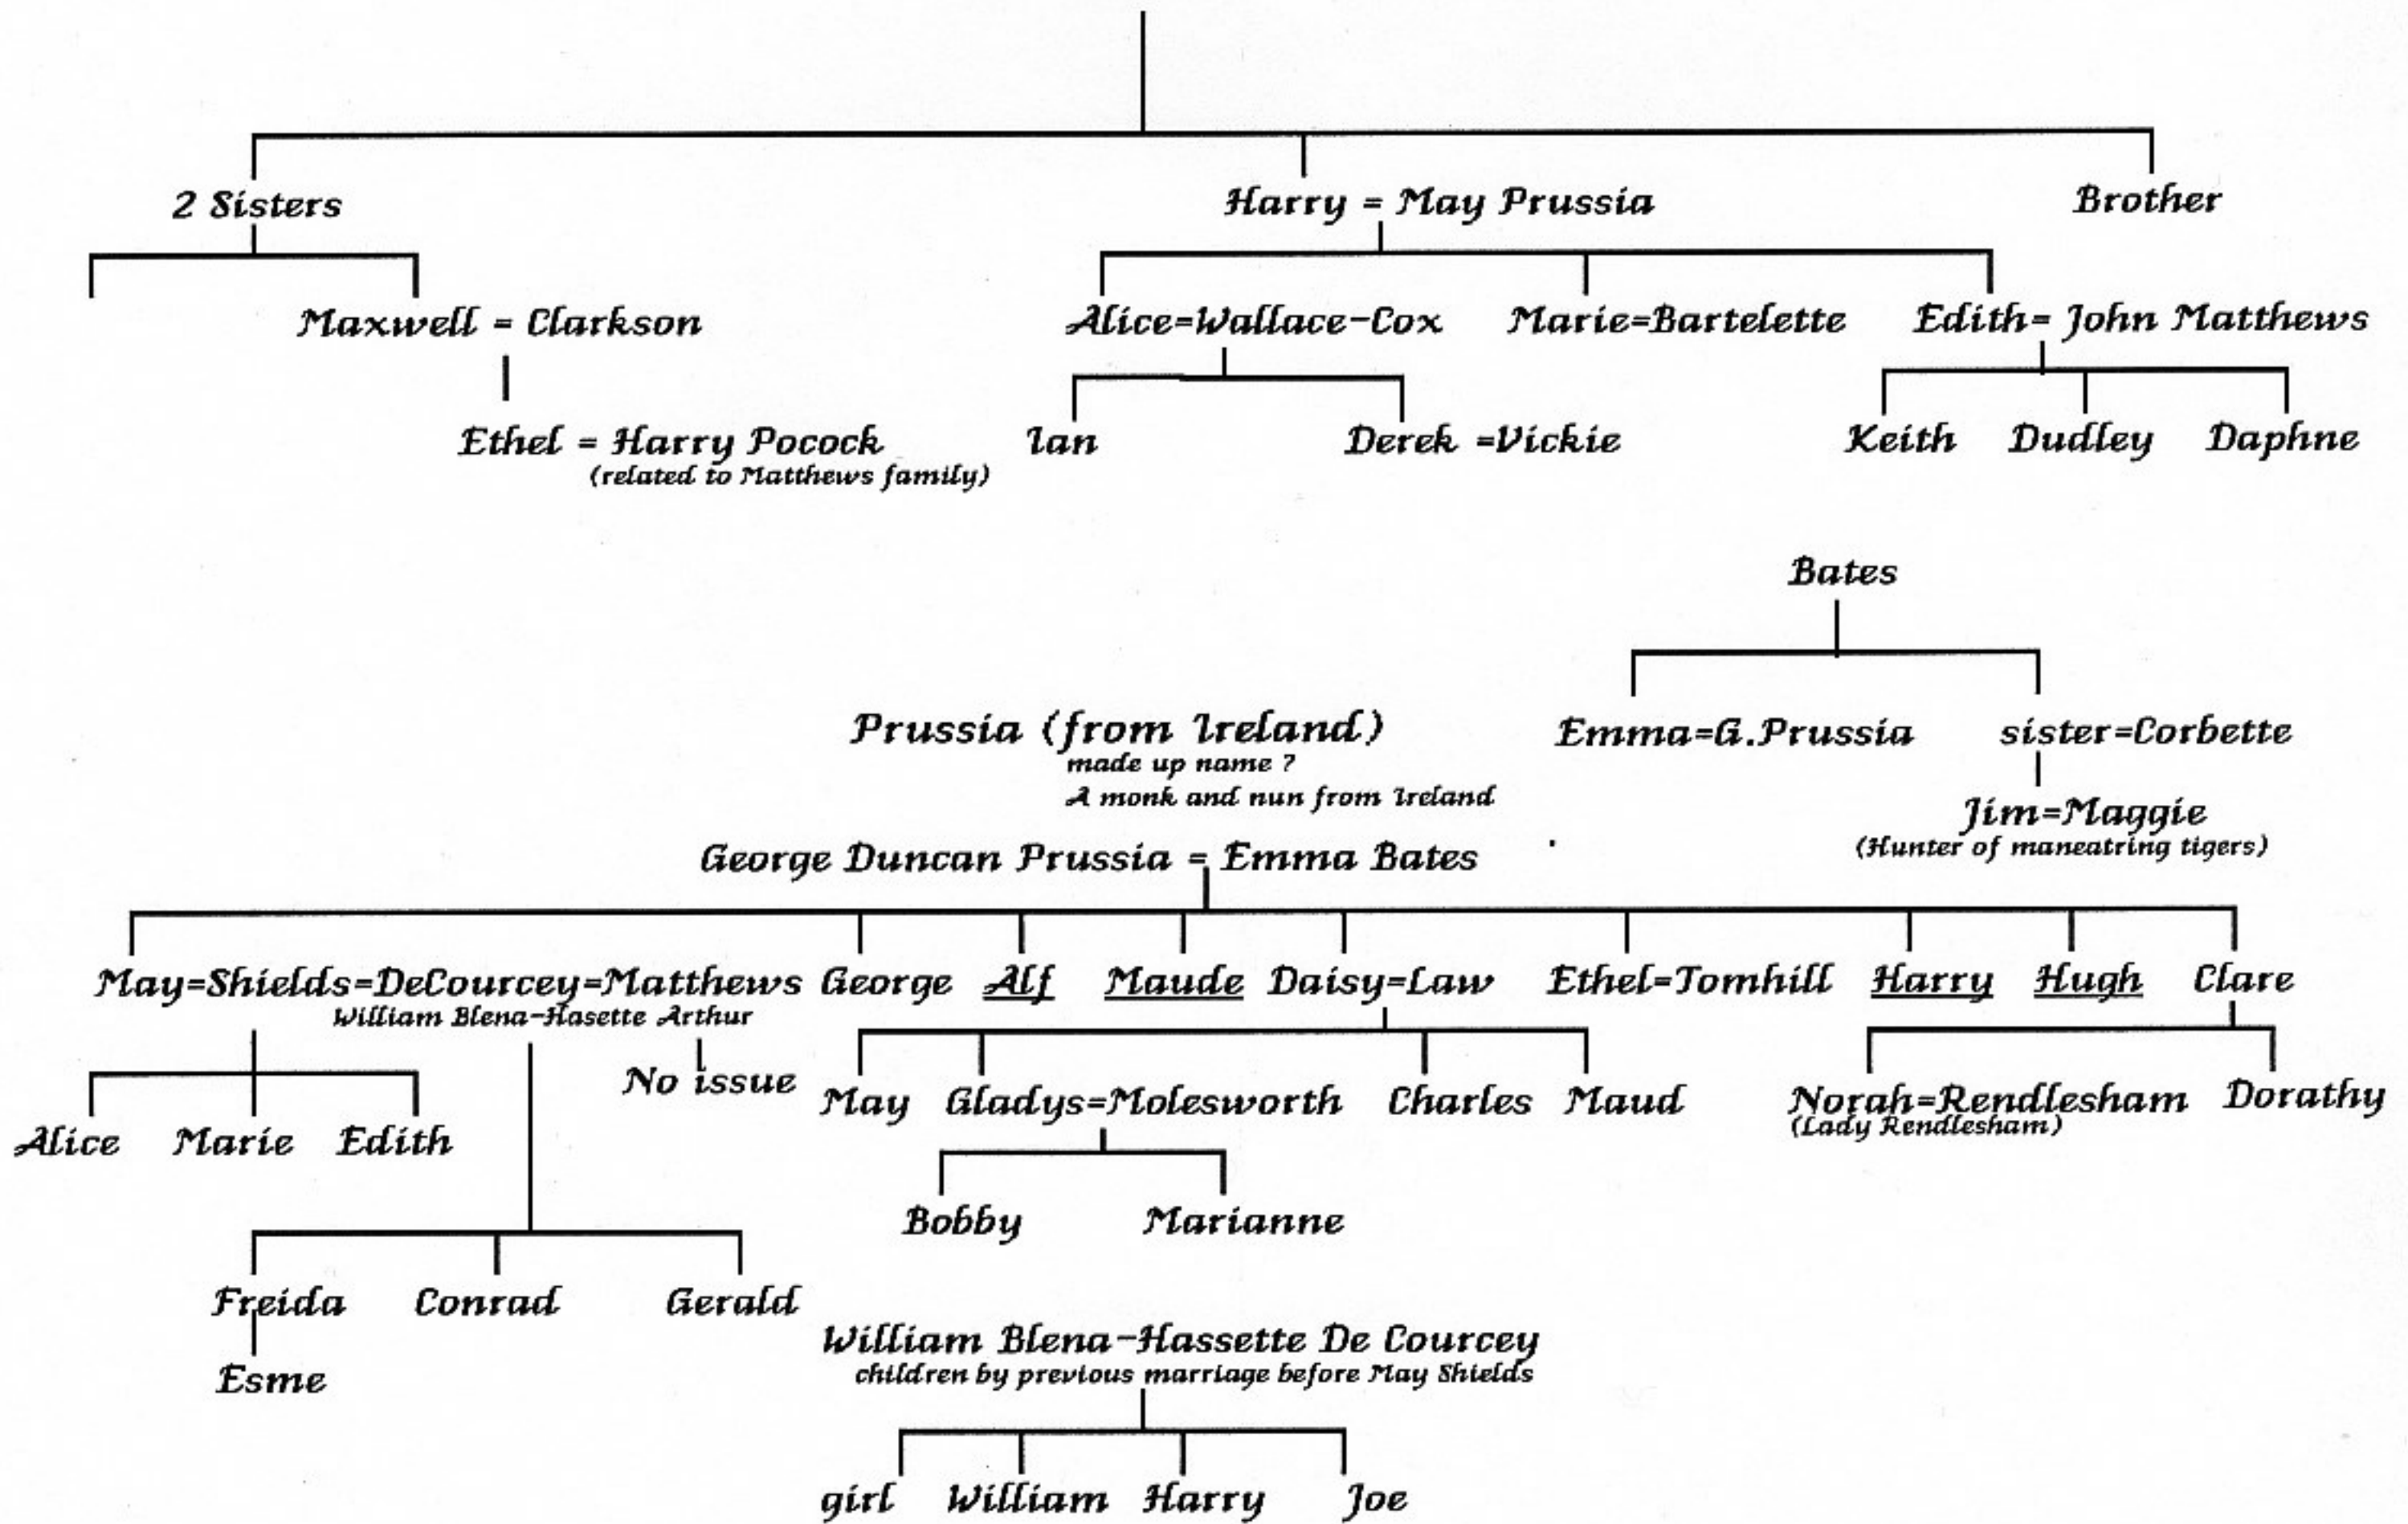 2 Sisters Harry = May Prussia Brother
Maxwell = Clarkson Alice=Wallace-Cox Marie=Bartelette Edith= John Matthews
Ethel = Harry Pocock Ian Derek =Vickie Keith Dudley Daphne
(related to Matthews family)
Bates
Prussia (from Ireland) Emma=G.Prussia sister=Corbette
made up name ?
A monk and nun from Ireland
Jim=Maggie
(Hunter of maneatring tigers)
George Duncan Prussia = Emma Bates
May=Shields=DeCourcey=Matthews George Alf Maude Daisy=Law Ethel=Tomhill Harry Hugh Clare
William Blena-Hasette Arthur
No issue
May Gladys=Molesworth Charles Maud Norah=Rendlesham Dorathy
(Lady Rendlesham)
Alice Marie Edith
Bobby Marianne
Freida Conrad Gerald
William Blena-Hassette De Courcey
children by previous marriage before May Shields
Esme
girl William Harry Joe